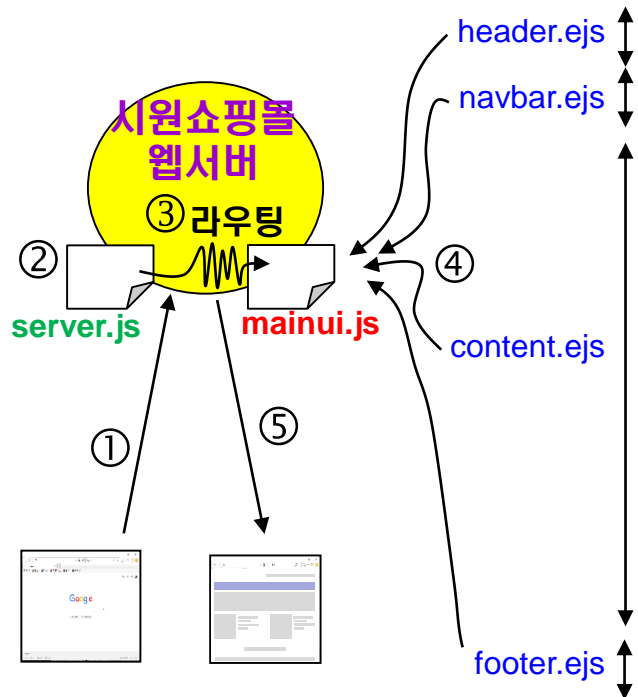 header.ejs
navbar.ejs
시원쇼핑몰
웹서버
③ 라우팅
②
④
server.js
mainui.js
content.ejs
①
⑤
Google
footer.ejs